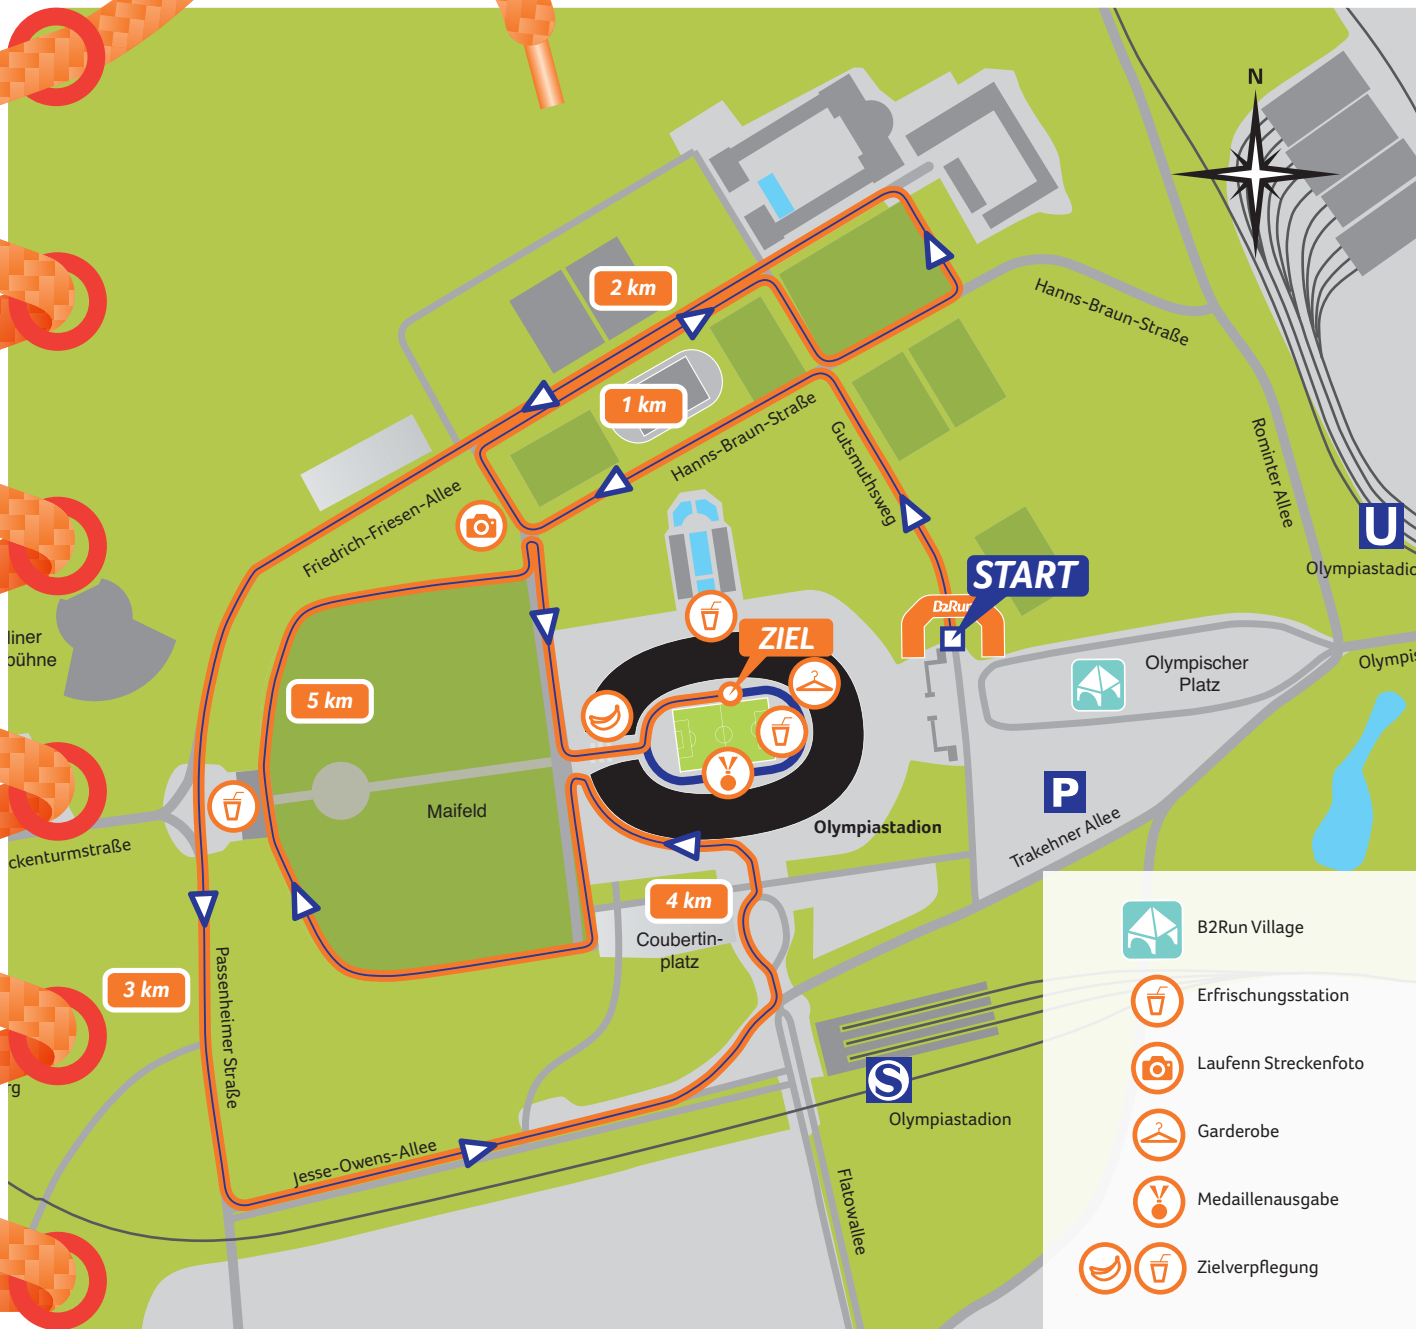 N
2 km
Hanns-Braun-Straße
1 km
Hanns-Braun-Straße
Gutsmuthsweg
Rominter Allee
Friedrich-Friesen-Allee
U
Olympiastadio
START
B2Run
ZIEL
liner
bühne
Olympischer
Platz
Olympis
5 km
P
Maifeld
Olympiastadion
Trakehner Allee
ckenturmstraße
4 km
Coubertin-
platz
3 km
Passenheimer Straße
rg
S
Olympiastadion
Jesse-Owens-Allee
Flatowallee
B2Run Village
Erfrischungsstation
Laufenn Streckenfoto
Garderobe
Medaillenausgabe
Zielverpflegung